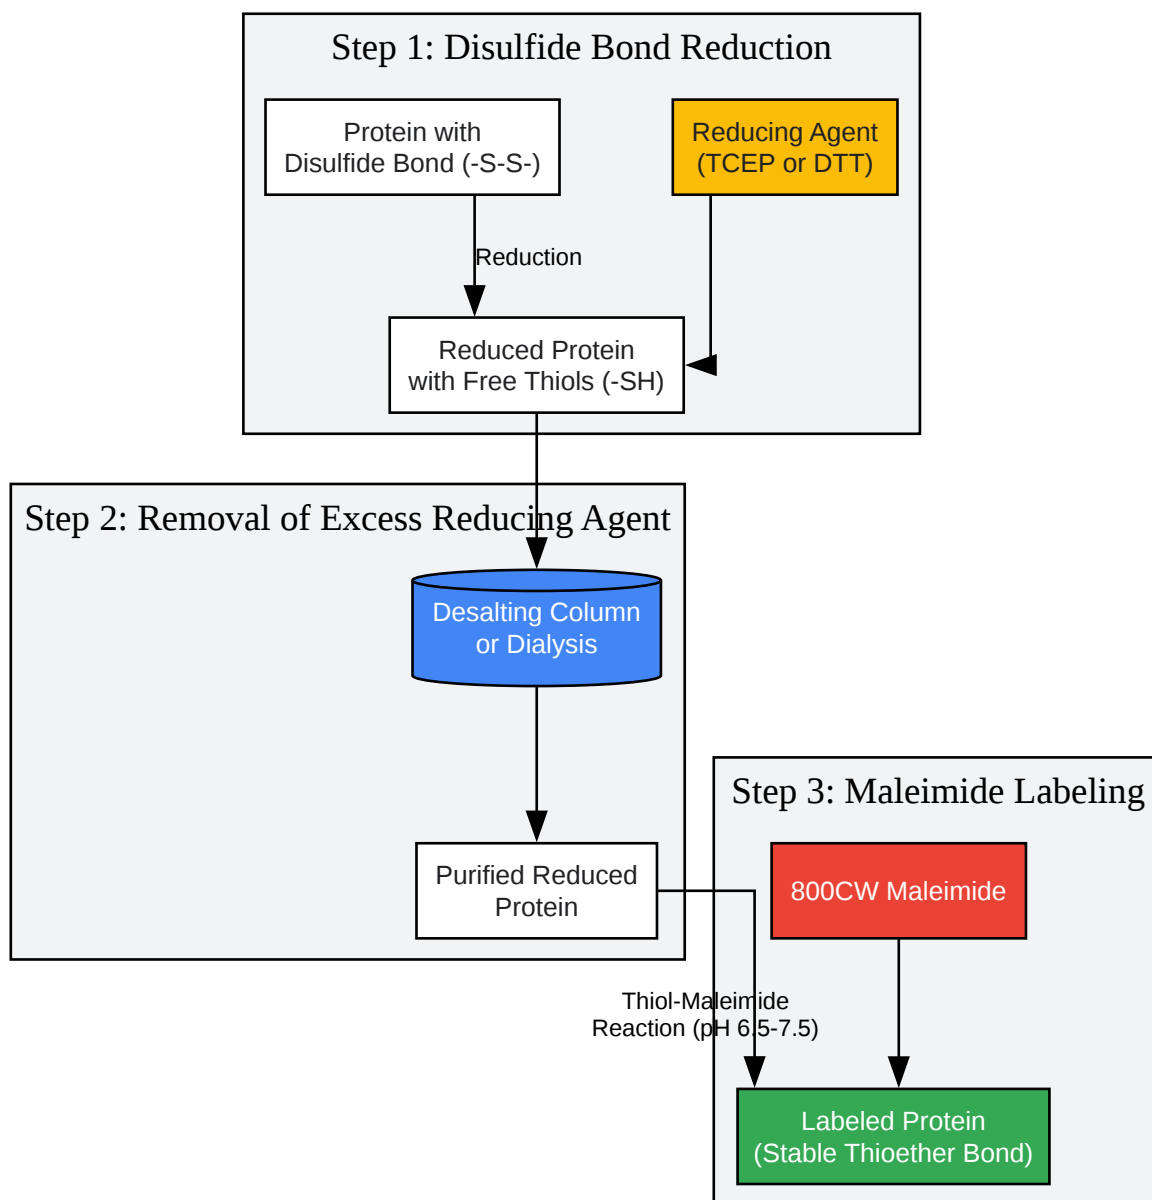 Step 1: Disulfide Bond Reduction
Protein with
Disulfide Bond (-S-S-)
Reducing Agent
(TCEP or DTT)
Reduction
Reduced Protein
with Free Thiols (-SH)
Step 2: Removal of Excess Reducing Agent
Desalting Column
or Dialysis
Purified Reduced
Protein
Step 3: Maleimide Labeling
800CW Maleimide
Thiol-Maleimide
Reaction (pH 6.5-7.5)
Labeled Protein
(Stable Thioether Bond)